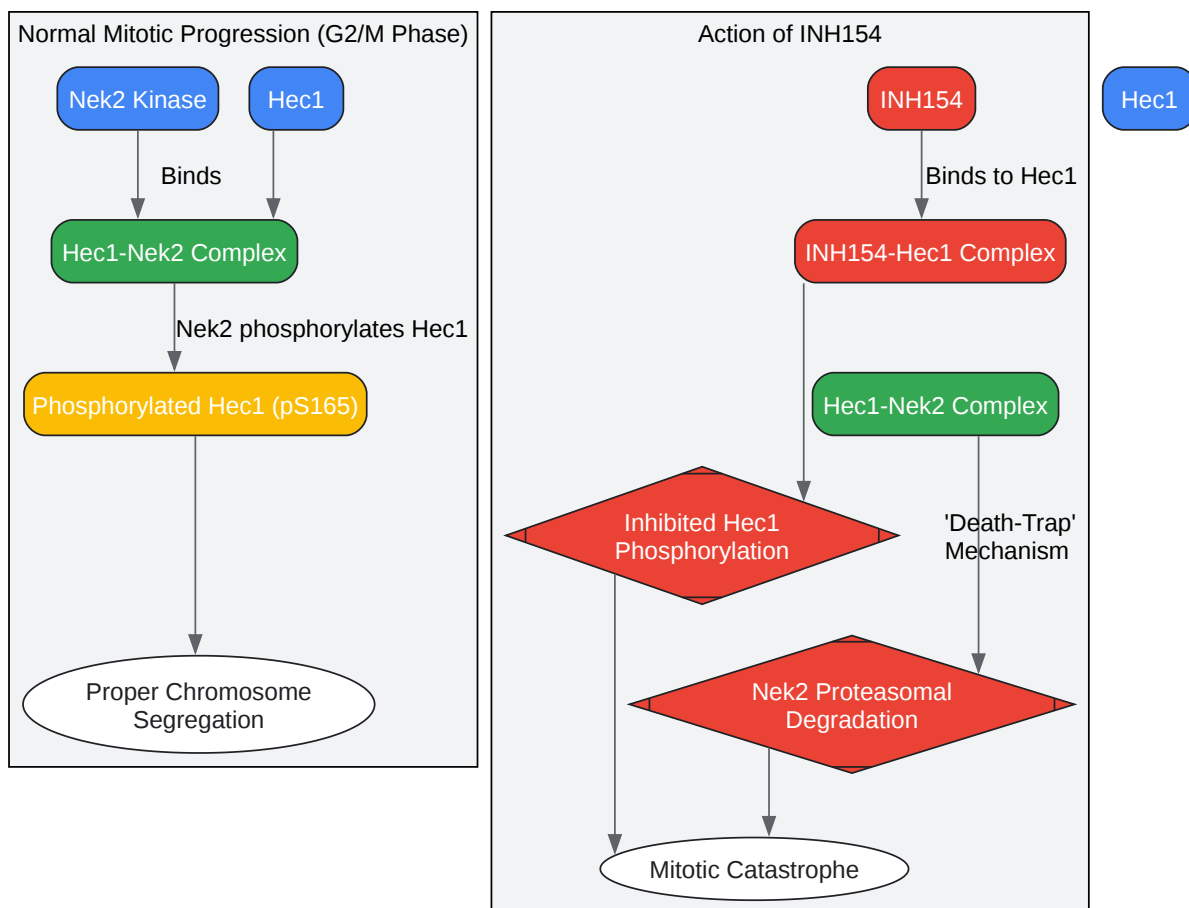 Normal Mitotic Progression (G2/M Phase)
Nek2 Kinase
Hec1
Binds
Hec1-Nek2 Complex
Nek2 phosphorylates Hec1
Phosphorylated Hec1 (pS165)
Proper Chromosome
Segregation
Action of INH154
INH154
Hec1
Binds to Hec1
INH154-Hec1 Complex
Hec1-Nek2 Complex
Inhibited Hec1
Phosphorylation
'Death-Trap'
Mechanism
Nek2 Proteasomal
Degradation
Mitotic Catastrophe